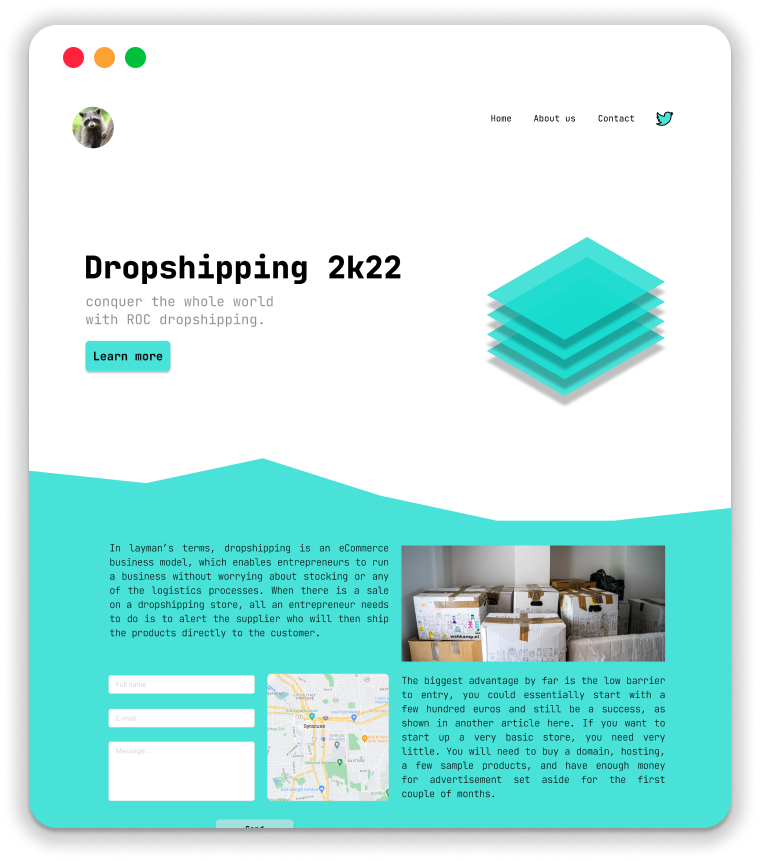 Home About us Contact
Dropshipping 2k22
conquer the whole world
with ROC dropshipping.
Learn more
In layman’s terms, dropshipping is an eCommerce
business model, which enables entrepreneurs to run
a business without worrying about stocking or any
of the logistics processes. When there is a sale
on a dropshipping store, all an entrepreneur needs
to do is to alert the supplier who will then ship
the products directly to the customer.
wehkamp.nl
The biggest advantage by far is the low barrier
to entry, you could essentially start with a
few hundred euros and still be a success, as
shown in another article here. If you want to
start up a very basic store, you need very
little. You will need to buy a domain, hosting,
a few sample products, and have enough money
for advertisement set aside for the first
couple of months.
Full name
E-mail
Message...
Syracuse
Send